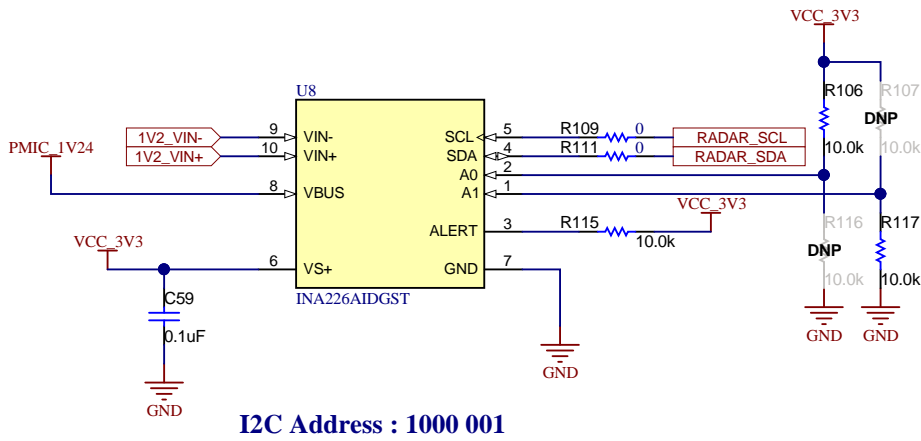 VCC_3V3
U8
R106
R107
DNP
1V2_VIN-
9
VIN-
SCL
5
R109
0
RADAR_SCL
PMIC_1V24
1V2_VIN+
10
VIN+
SDA
4
R111
0
RADAR_SDA
10.0k
10.0k
A0
2
8
VBUS
A1
1
VCC_3V3
ALERT
3
R115
10.0k
R116
R117
DNP
VCC_3V3
6
VS+
GND
7
10.0k
10.0k
INA226AIDGST
C59
0.1uF
GND
GND
GND
GND
I2C Address : 1000 001